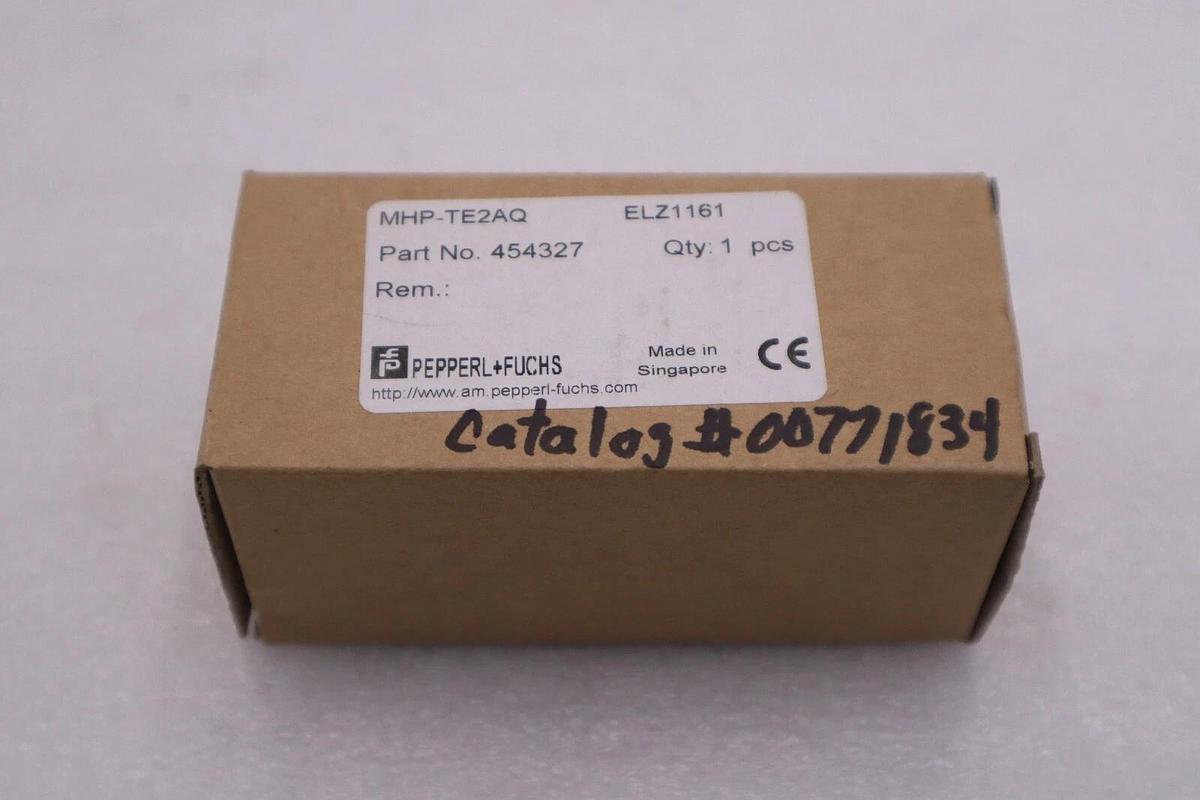 MHP-TE2AQ ELZ1161
Part No. 454327 Qty: 1 pcs
Rem.:
PEPPERL+FUCHS Made in Singapore CE
http://www.am.pepperl-fuchs.com
Catalog #00771834